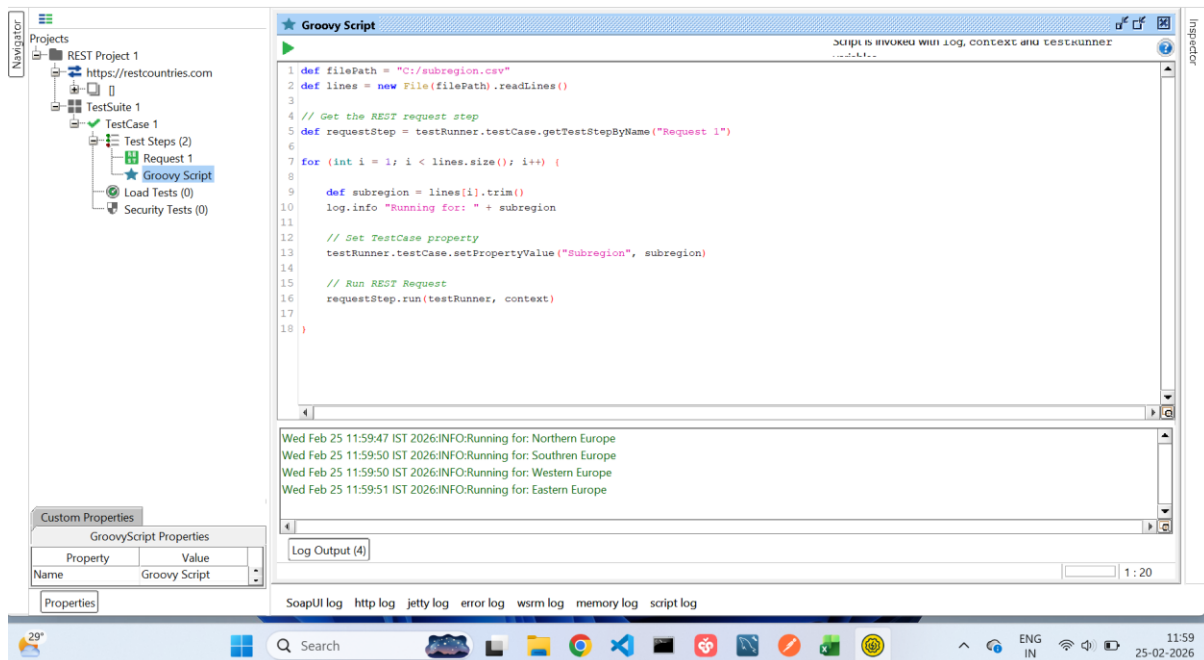 Navigator
Projects
REST Project 1
https://restcountries.com
[]
TestSuite 1
TestCase 1
Test Steps (2)
Request 1
Groovy Script
Load Tests (0)
Security Tests (0)
Custom Properties
GroovyScript Properties
Property Value
Name Groovy Script
Properties
Groovy Script
Script is invoked with log, context and testRunner
variables
1 def filePath = "C:/subregion.csv"
2 def lines = new File(filePath).readLines()
3
4 // Get the REST request step
5 def requestStep = testRunner.testCase.getTestStepByName("Request 1")
6
7 for (int i = 1; i < lines.size(); i++) {
8
9 def subregion = lines[i].trim()
10 log.info "Running for: " + subregion
11
12 // Set TestCase property
13 testRunner.testCase.setPropertyValue("Subregion", subregion)
14
15 // Run REST Request
16 requestStep.run(testRunner, context)
17
18 }
Wed Feb 25 11:59:47 IST 2026:INFO:Running for: Northern Europe
Wed Feb 25 11:59:50 IST 2026:INFO:Running for: Southren Europe
Wed Feb 25 11:59:50 IST 2026:INFO:Running for: Western Europe
Wed Feb 25 11:59:51 IST 2026:INFO:Running for: Eastern Europe
Log Output (4)
1 : 20
Inspector
SoapUI log http log jetty log error log wsrm log memory log script log
29°
Search
ENG
IN
11:59
25-02-2026